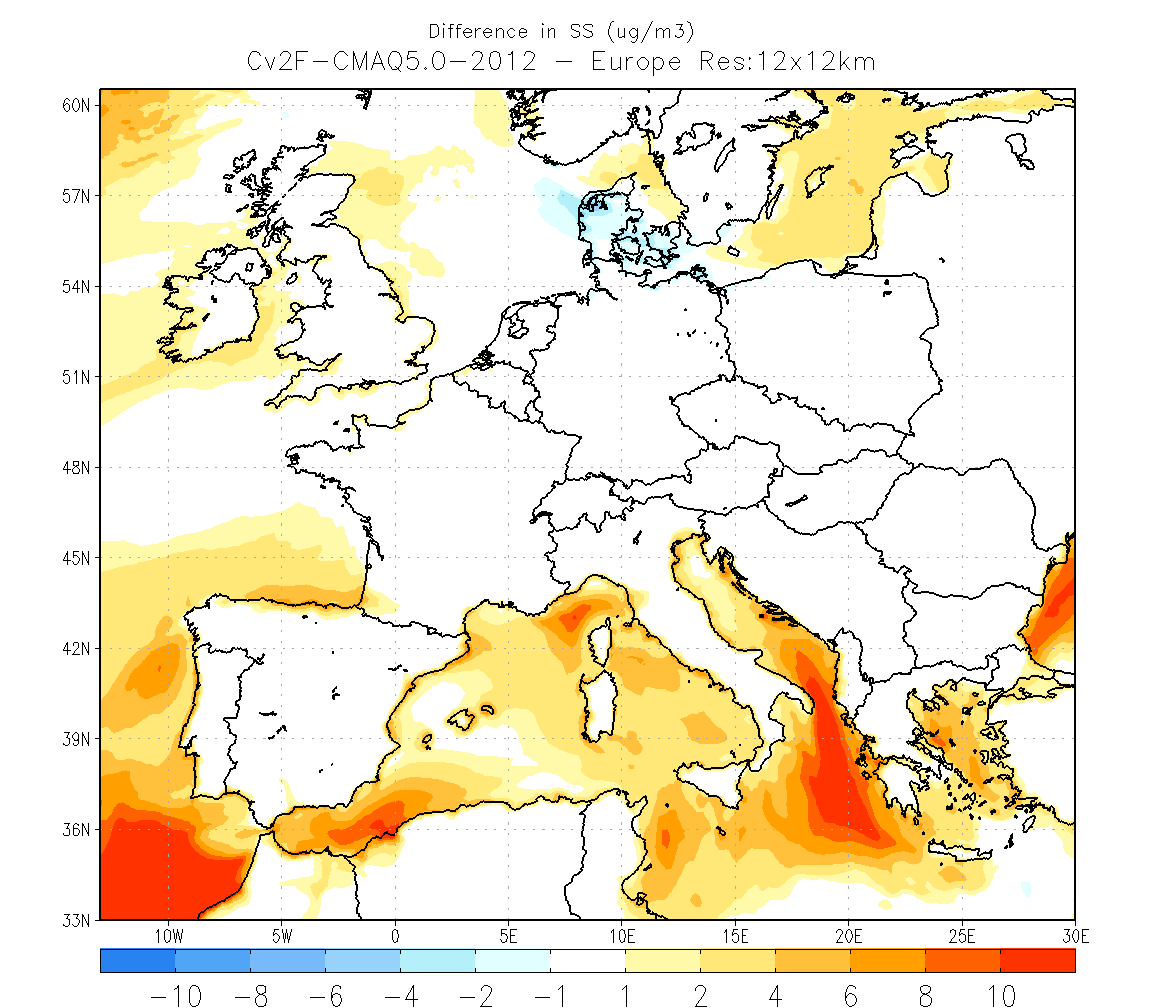 Difference in SS (ug/m3)
Cv2F-CMAQ5.0-2012 - Europe Res:12x12km
60N
57N
54N
51N
48N
45N
42N
39N
36N
33N
10W 5W 0 5E 10E 15E 20E 25E 30E
-10 -8 -6 -4 -2 -1 1 2 4 6 8 10